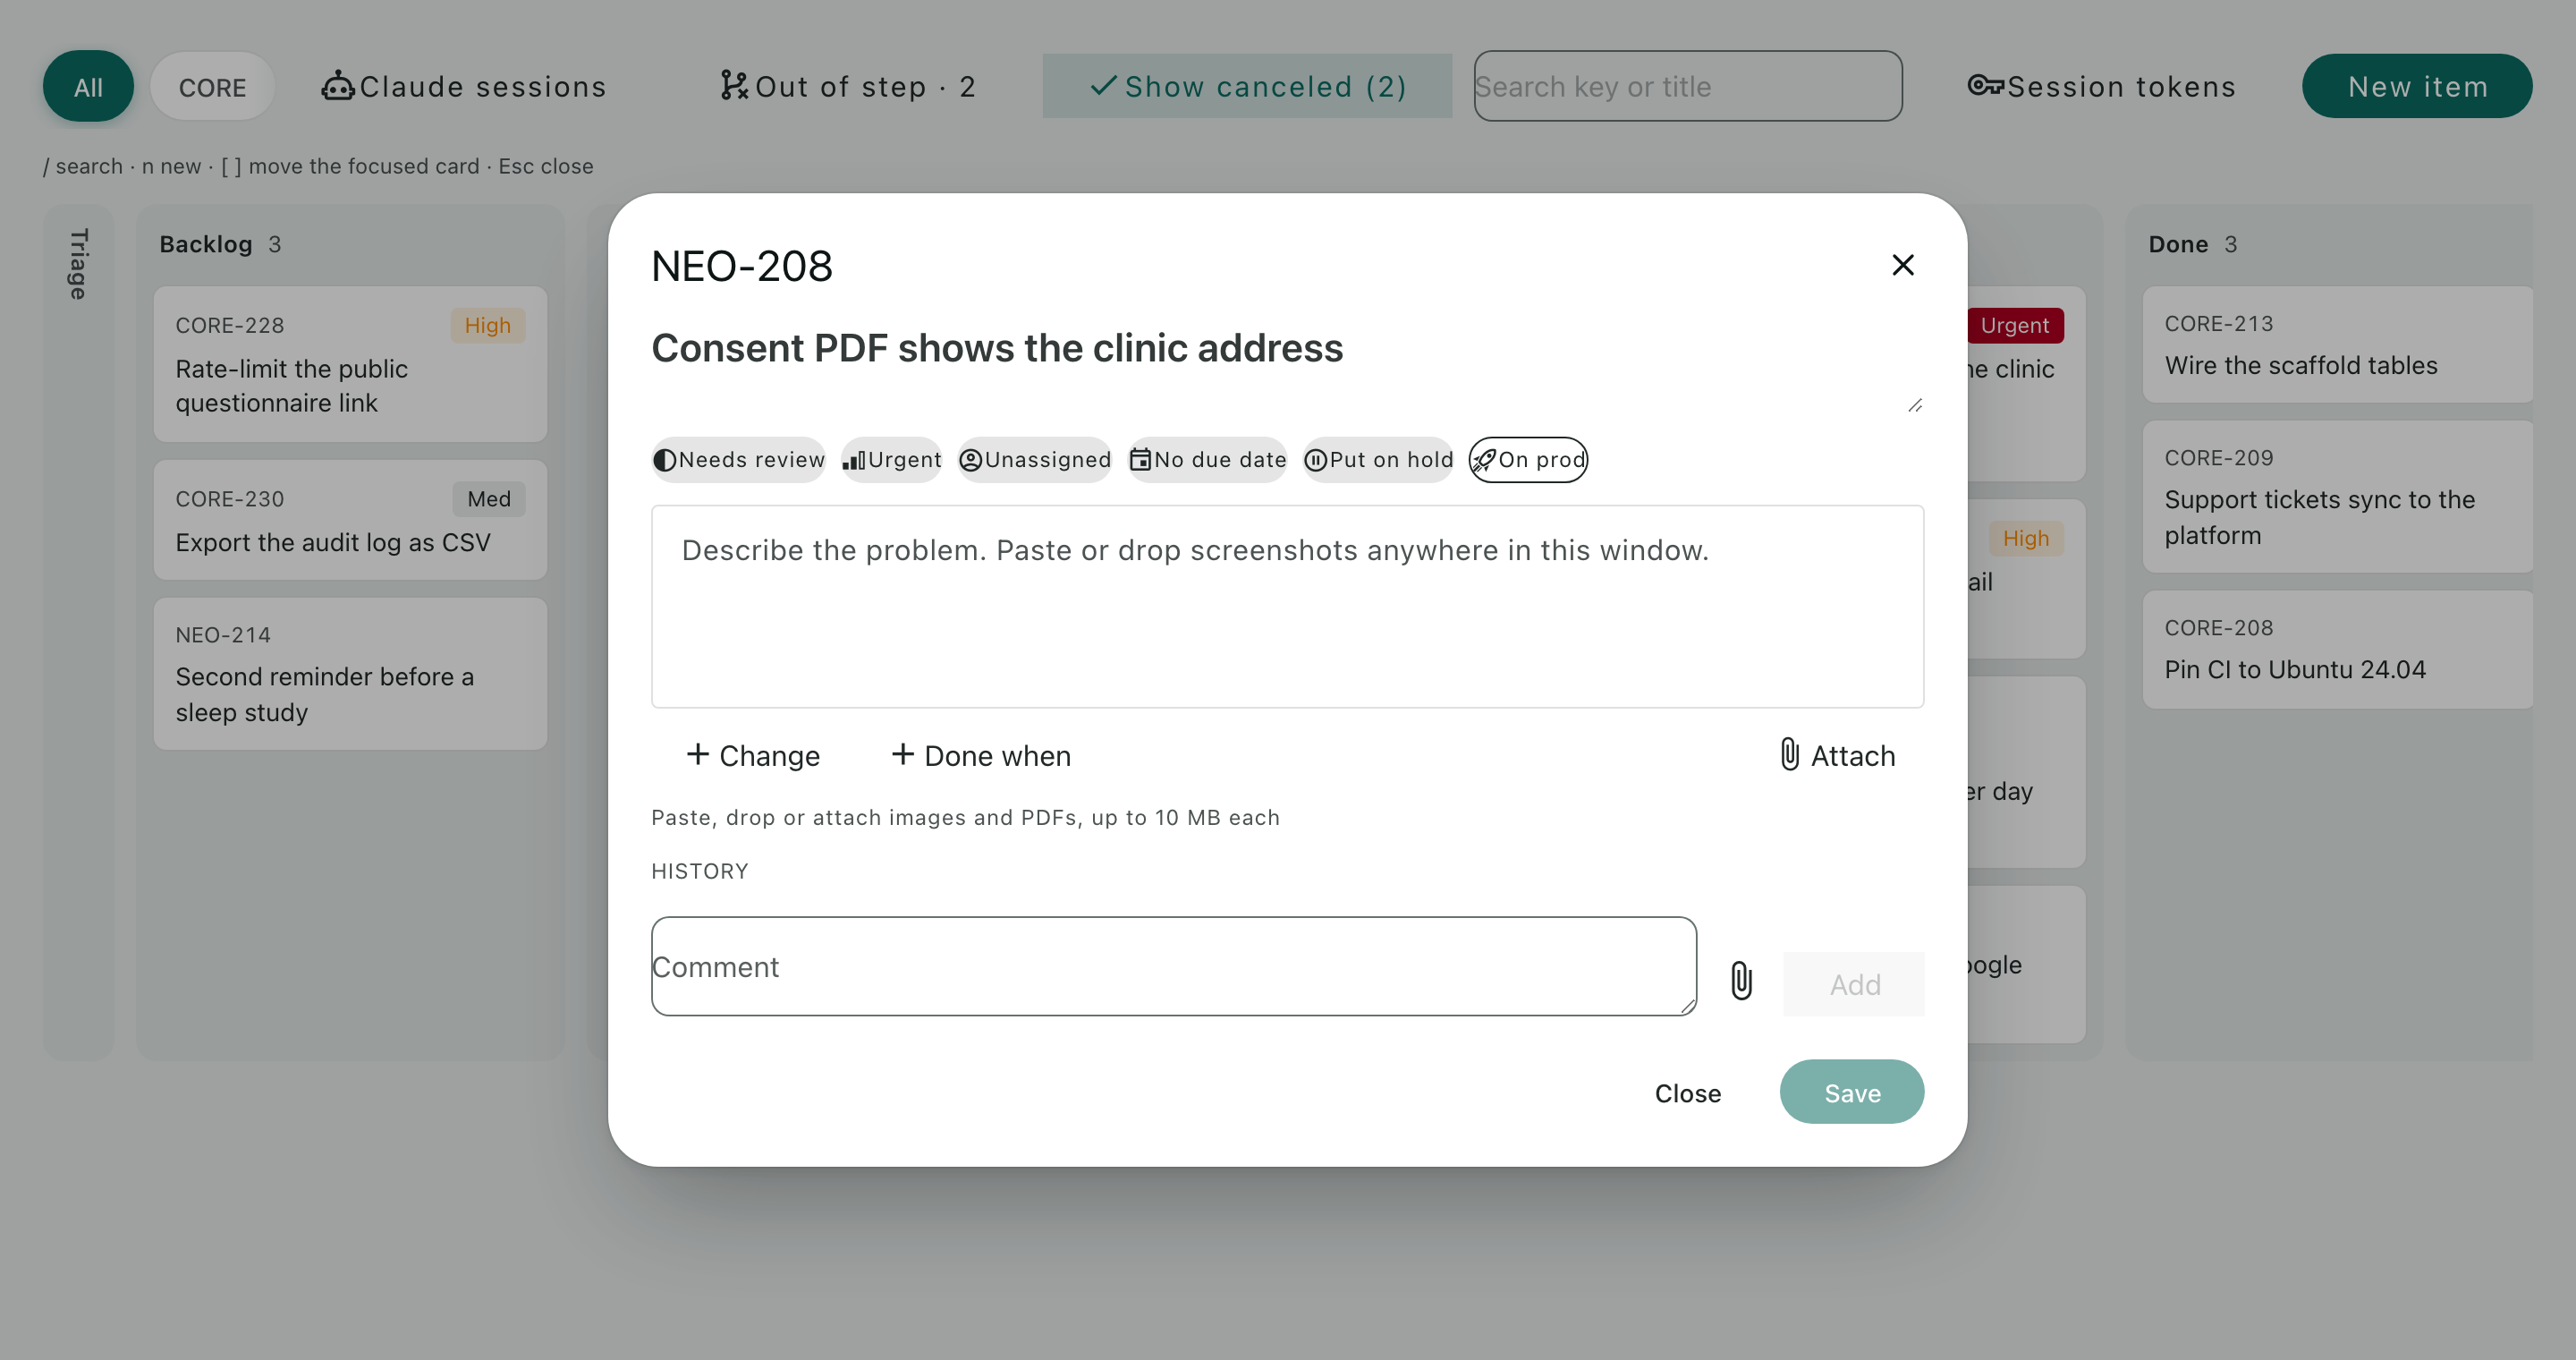 All
CORE
Claude sessions
Out of step · 2
Show canceled (2)
Search key or title
Session tokens
New item
/ search · n new · [ ] move the focused card · Esc close
Triage
Backlog 3
CORE-228
High
Rate-limit the public
questionnaire link
CORE-230
Med
Export the audit log as CSV
NEO-214
Second reminder before a
sleep study
NEO-208
Consent PDF shows the clinic address
Needs review
Urgent
Unassigned
No due date
Put on hold
On prod
Describe the problem. Paste or drop screenshots anywhere in this window.
+ Change
+ Done when
Attach
Paste, drop or attach images and PDFs, up to 10 MB each
HISTORY
Comment
Add
Close
Save
Urgent
clinic
High
day
Done 3
CORE-213
Wire the scaffold tables
CORE-209
Support tickets sync to the
platform
CORE-208
Pin CI to Ubuntu 24.04